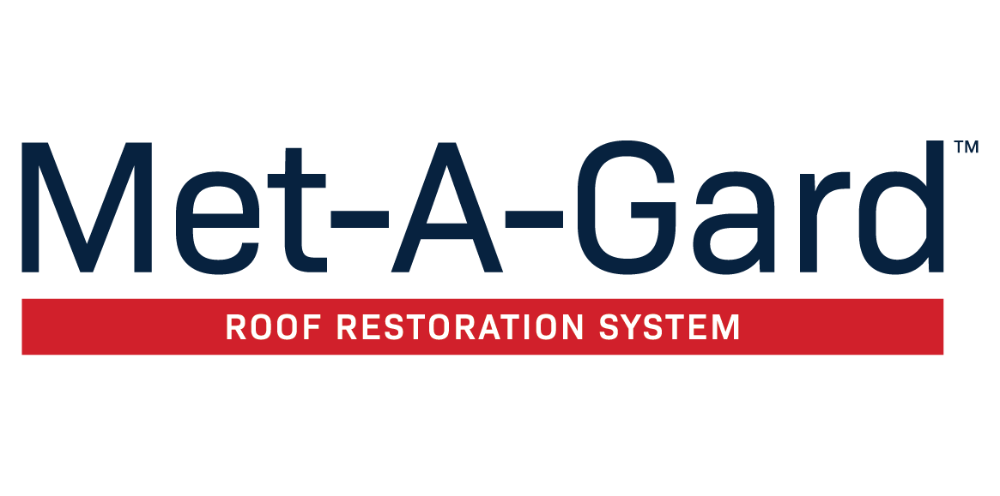 Met-A-Gard™
ROOF RESTORATION SYSTEM